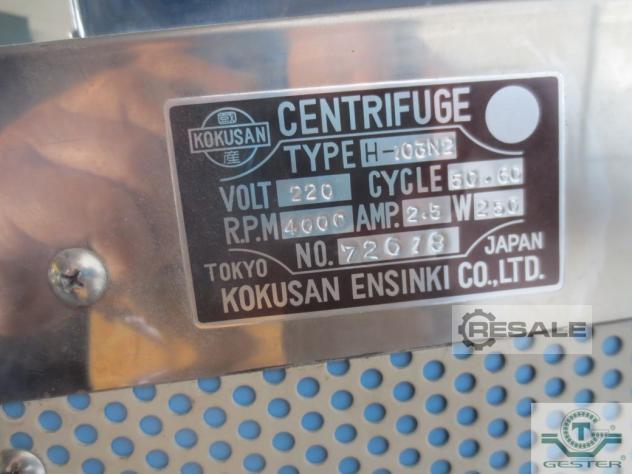 CENTRIFUGE
國
KOKUSAN
産
TYPE H-103N2
VOLT 220 CYCLE 50.60
R.P.M 4000 AMP. 2.5 W 250
NO. 72678
TOKYO JAPAN
KOKUSAN ENSINKI CO., LTD.
RESALE
GESTER